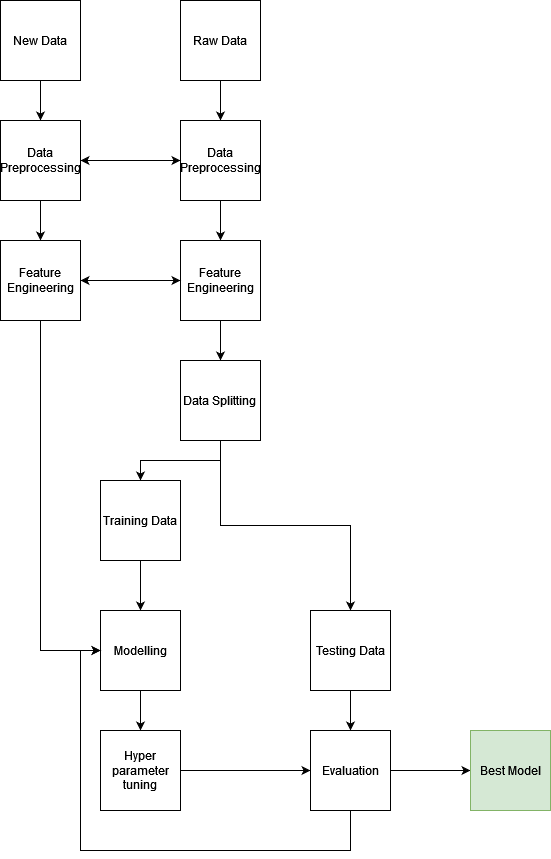 New Data
Raw Data
Data
Preprocessing
Data
Preprocessing
Feature
Engineering
Feature
Engineering
Data Splitting
Training Data
Modelling
Testing Data
Hyper
parameter
tuning
Evaluation
Best Model